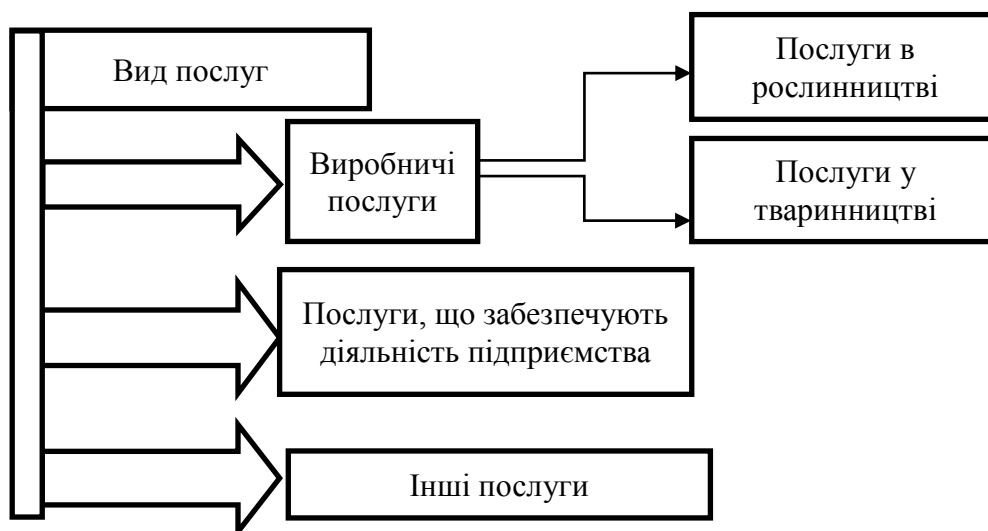 Вид послуг
Послуги в
рослинництві
Виробничі
послуги
Послуги у
тваринництві
Послуги, що забезпечують
діяльність підприємства
Інші послуги